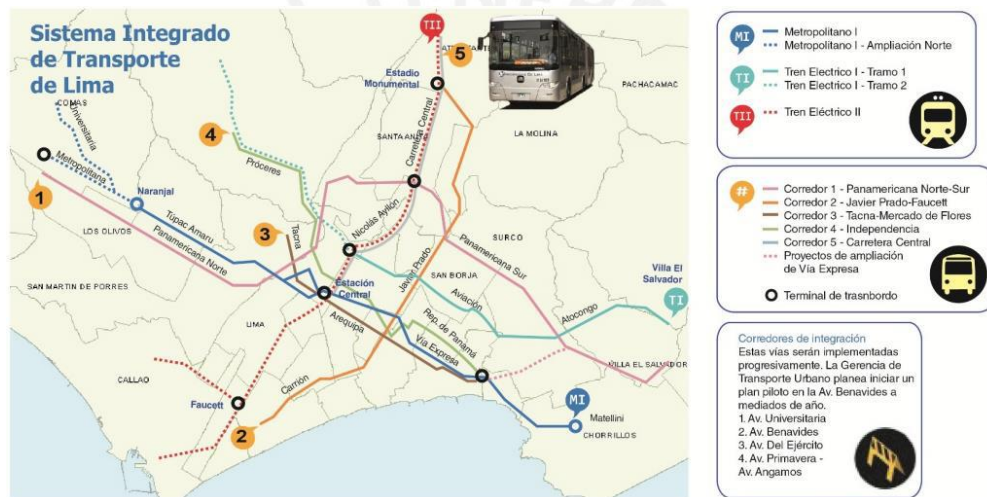 Sistema Integrado
de Transporte
de Lima
TII
5
Estadio
Monumental
PACHACAMAC
LA MOLINA
SANTA ANITA
Carretera Central
COMAS
Universitaria
4
Próceres
Metropolitana
1
Naranjal
Túpac Amaru
LOS OLIVOS
Panamericana Norte
3
Tacna
Nicolás Ayllón
SURCO
Panamericana Sur
Javier Prado
SAN BORJA
Villa El
Salvador
TI
SAN MARTIN DE PORRES
Estación
Central
Aviación
Atocongo
LIMA
Arequipa
Rep. de Panamá
Vía Expresa
VILLA EL SALVADOR
CALLAO
Carrión
Faucett
2
MI
Matellini
CHORRILLOS
MI
Metropolitano I
Metropolitano I - Ampliación Norte
TI
Tren Electrico I - Tramo 1
Tren Electrico I - Tramo 2
TII
Tren Eléctrico II
#
Corredor 1 - Panamericana Norte-Sur
Corredor 2 - Javier Prado-Faucett
Corredor 3 - Tacna-Mercado de Flores
Corredor 4 - Independencia
Corredor 5 - Carretera Central
Proyectos de ampliación
de Vía Expresa
Terminal de trasnbordo
Corredores de integración
Estas vías serán implementadas
progresivamente. La Gerencia de
Transporte Urbano planea iniciar un
plan piloto en la Av. Benavides a
mediados de año.
1. Av. Universitaria
2. Av. Benavides
3. Av. Del Ejército
4. Av. Primavera -
Av. Angamos